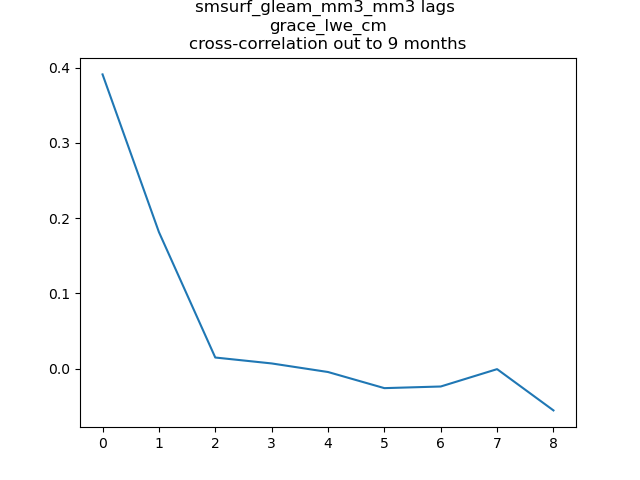 smsurf_gleam_mm3_mm3 lags
grace_lwe_cm
cross-correlation out to 9 months
0.4
0.3
0.2
0.1
0.0
0 1 2 3 4 5 6 7 8